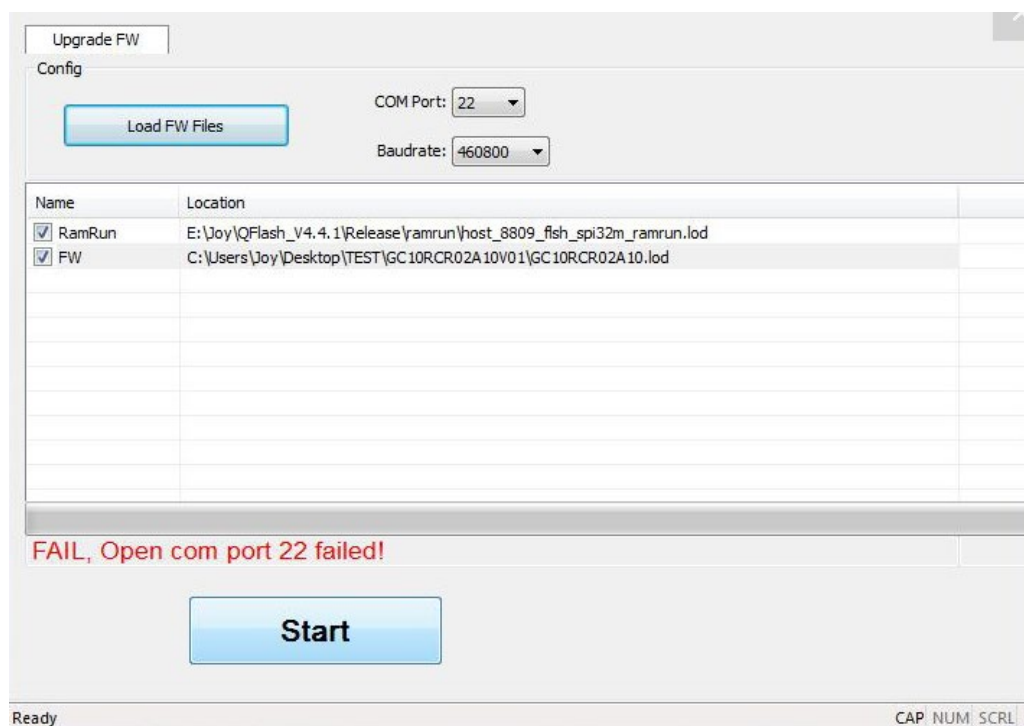 Upgrade FW
Config
Load FW Files
COM Port: 22
Baudrate: 460800
Name Location
RamRun E:\Joy\QFlash_V4.4.1\Release\ramrun\host_8809_flsh_spi32m_ramrun.lod
FW C:\Users\Joy\Desktop\TEST\GC10RCR02A10V01\GC10RCR02A10.lod
FAIL, Open com port 22 failed!
Start
Ready CAP NUM SCRL